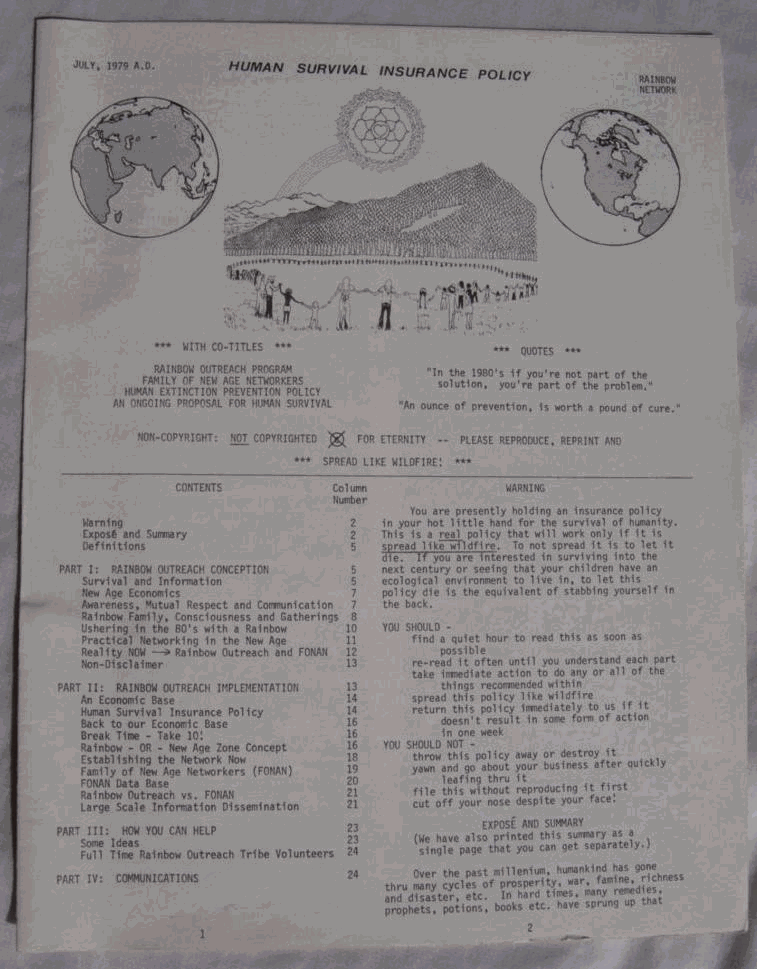 JULY, 1979 A.D.
HUMAN SURVIVAL INSURANCE POLICY
RAINBOW
NETWORK
*** WITH CO-TITLES ***
RAINBOW OUTREACH PROGRAM
FAMILY OF NEW AGE NETWORKERS
HUMAN EXTINCTION PREVENTION POLICY
AN ONGOING PROPOSAL FOR HUMAN SURVIVAL
*** QUOTES ***
"In the 1980's if you're not part of the
solution, you're part of the problem."
"An ounce of prevention, is worth a pound of cure."
NON-COPYRIGHT: NOT COPYRIGHTED FOR ETERNITY -- PLEASE REPRODUCE, REPRINT AND
*** SPREAD LIKE WILDFIRE! ***
CONTENTS Column
Number
Warning 2
Exposé and Summary 2
Definitions 5
PART I: RAINBOW OUTREACH CONCEPTION 5
Survival and Information 5
New Age Economics 7
Awareness, Mutual Respect and Communication 7
Rainbow Family, Consciousness and Gatherings 8
Ushering in the 80's with a Rainbow 10
Practical Networking in the New Age 11
Reality NOW --> Rainbow Outreach and FONAN 12
Non-Disclaimer 13
PART II: RAINBOW OUTREACH IMPLEMENTATION 13
An Economic Base 14
Human Survival Insurance Policy 14
Back to our Economic Base 16
Break Time - Take 10! 16
Rainbow - OR - New Age Zone Concept 16
Establishing the Network Now 18
Family of New Age Networkers (FONAN) 19
FONAN Data Base 20
Rainbow Outreach vs. FONAN 21
Large Scale Information Dissemination 21
PART III: HOW YOU CAN HELP 23
Some Ideas 23
Full Time Rainbow Outreach Tribe Volunteers 24
PART IV: COMMUNICATIONS 24
1
WARNING
You are presently holding an insurance policy
in your hot little hand for the survival of humanity.
This is a real policy that will work only if it is
spread like wildfire. To not spread it is to let it
die. If you are interested in surviving into the
next century or seeing that your children have an
ecological environment to live in, to let this
policy die is the equivalent of stabbing yourself in
the back.
YOU SHOULD -
find a quiet hour to read this as soon as
possible
re-read it often until you understand each part
take immediate action to do any or all of the
things recommended within
spread this policy like wildfire
return this policy immediately to us if it
doesn't result in some form of action
in one week
YOU SHOULD NOT -
throw this policy away or destroy it
yawn and go about your business after quickly
leafing thru it
file this without reproducing it first
cut off your nose despite your face!
EXPOSÉ AND SUMMARY
(We have also printed this summary as a
single page that you can get separately.)
Over the past millenium, humankind has gone
thru many cycles of prosperity, war, famine, richness
and disaster, etc. In hard times, many remedies,
prophets, potions, books etc. have sprung up that
2